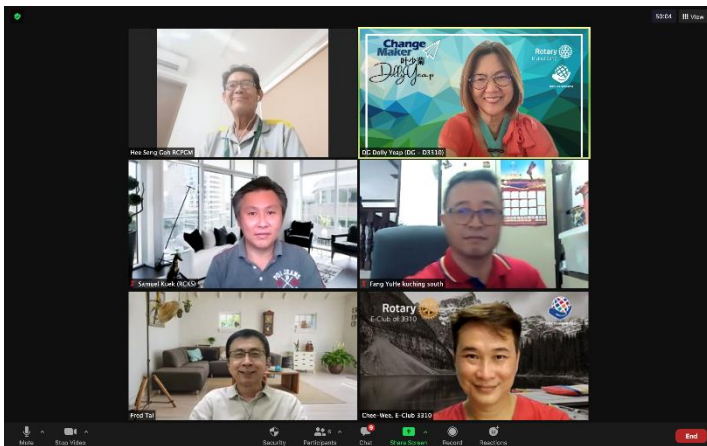 53:04
View
Change
Maker
叶少菊
Dolly Yeap
Rotary
Hee Seng Goh RCPGM
DG Dolly Yeap (DG - D3310)
Samuel Kuek (RCKS)
Fang YuHe kuching south
Rotary
E-Club of 3310
Fred Tai
Chee-Wee, E-Club 3310
Mute
Stop Video
Security
Participants
6
Chat
Share Screen
Record
Reactions
End